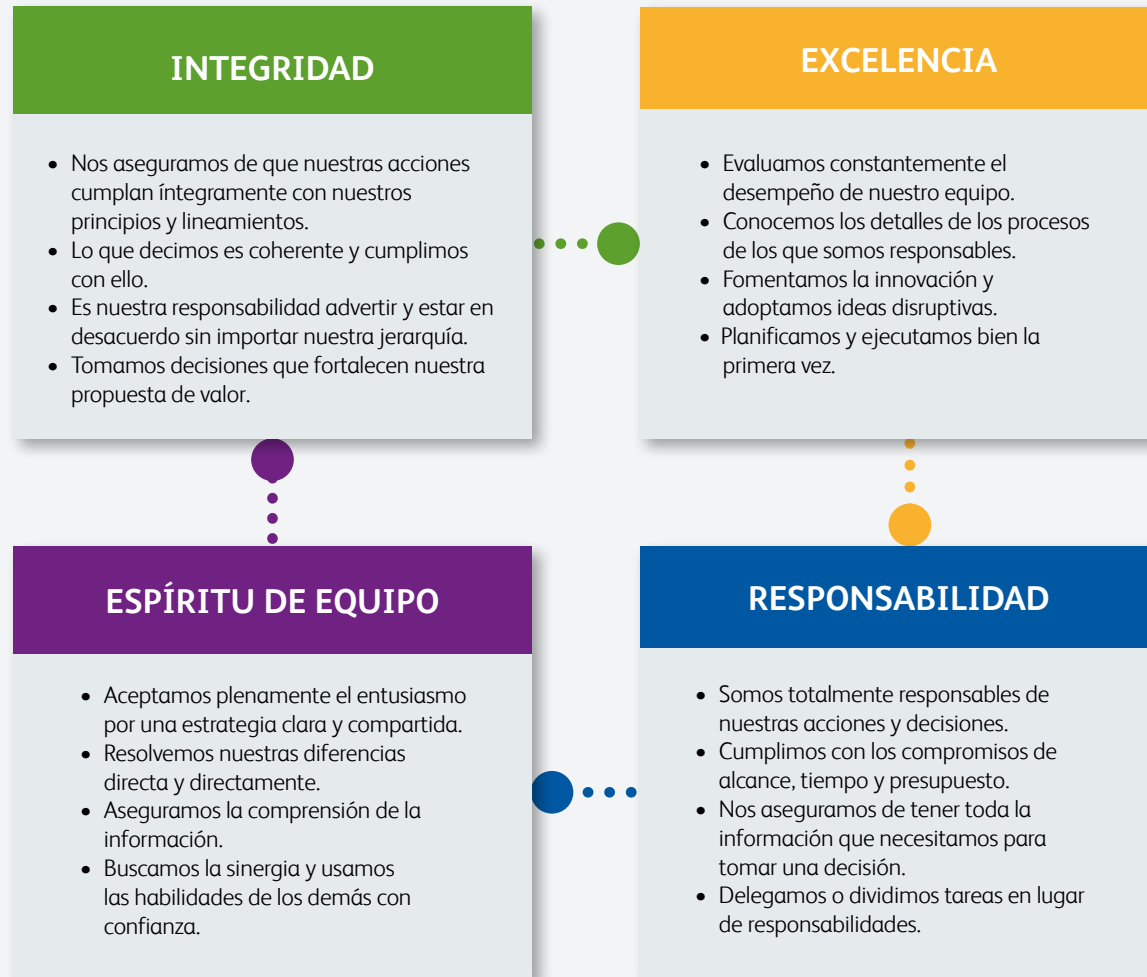 INTEGRIDAD
• Nos aseguramos de que nuestras acciones
cumplan íntegramente con nuestros
principios y lineamientos.
• Lo que decimos es coherente y cumplimos
con ello.
• Es nuestra responsabilidad advertir y estar en
desacuerdo sin importar nuestra jerarquía.
• Tomamos decisiones que fortalecen nuestra
propuesta de valor.
EXCELENCIA
• Evaluamos constantemente el
desempeño de nuestro equipo.
• Conocemos los detalles de los procesos
de los que somos responsables.
• Fomentamos la innovación y
adoptamos ideas disruptivas.
• Planificamos y ejecutamos bien la
primera vez.
ESPÍRITU DE EQUIPO
• Aceptamos plenamente el entusiasmo
por una estrategia clara y compartida.
• Resolvemos nuestras diferencias
directa y directamente.
• Aseguramos la comprensión de la
información.
• Buscamos la sinergia y usamos
las habilidades de los demás con
confianza.
RESPONSABILIDAD
• Somos totalmente responsables de
nuestras acciones y decisiones.
• Cumplimos con los compromisos de
alcance, tiempo y presupuesto.
• Nos aseguramos de tener toda la
información que necesitamos para
tomar una decisión.
• Delegamos o dividimos tareas en lugar
de responsabilidades.